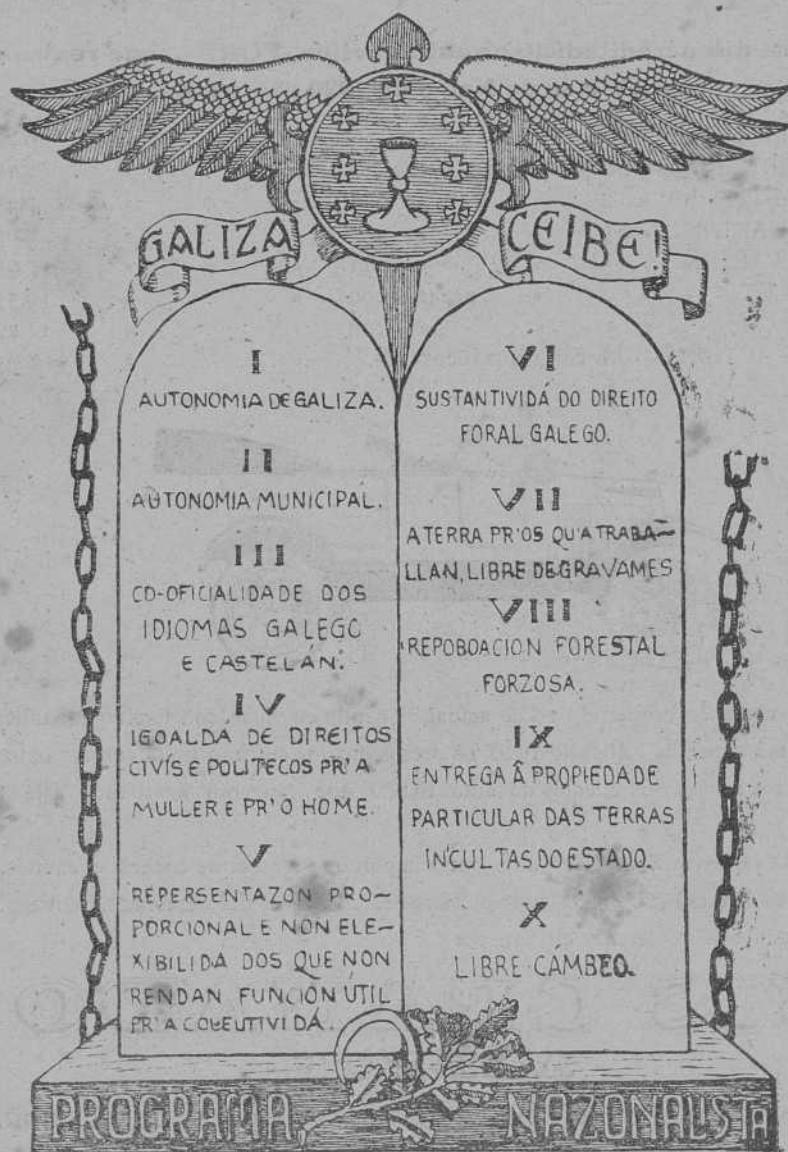 GALIZA CEIBE!
I
AUTONOMIA DE GALIZA.
II
AUTONOMIA MUNICIPAL.
III
CO-OFICIALIDADE D'OS
IDIOMAS GALEGO
E CASTELÁN.
IV
IGOALDÁ DE DIREITOS
CIVÍS E POLITECOS PR'A
MULLER E PR'O HOME.
V
REPERSENTAZON PRO-
PORCIONAL E NON ELE-
XIBILIDÁ DOS QUE NON
RENDAN FUNCIÓN ÚTIL
PR'A COLEUTIVIDÁ.
VI
SUSTANTIVIDÁ DO DIREITO
FORAL GALEGO.
VII
A TERRA PR'OS QU'A TRABA-
LLAN, LIBRE DE GRAVAMES
VIII
REPOBOACION FORESTAL
FORZOSA.
IX
ENTREGA Â PROPIEDADE
PARTICULAR DAS TERRAS
INCULTAS DO ESTADO.
X
LIBRE-CÁMBEO.
PROGRAMA NAZONALISTA